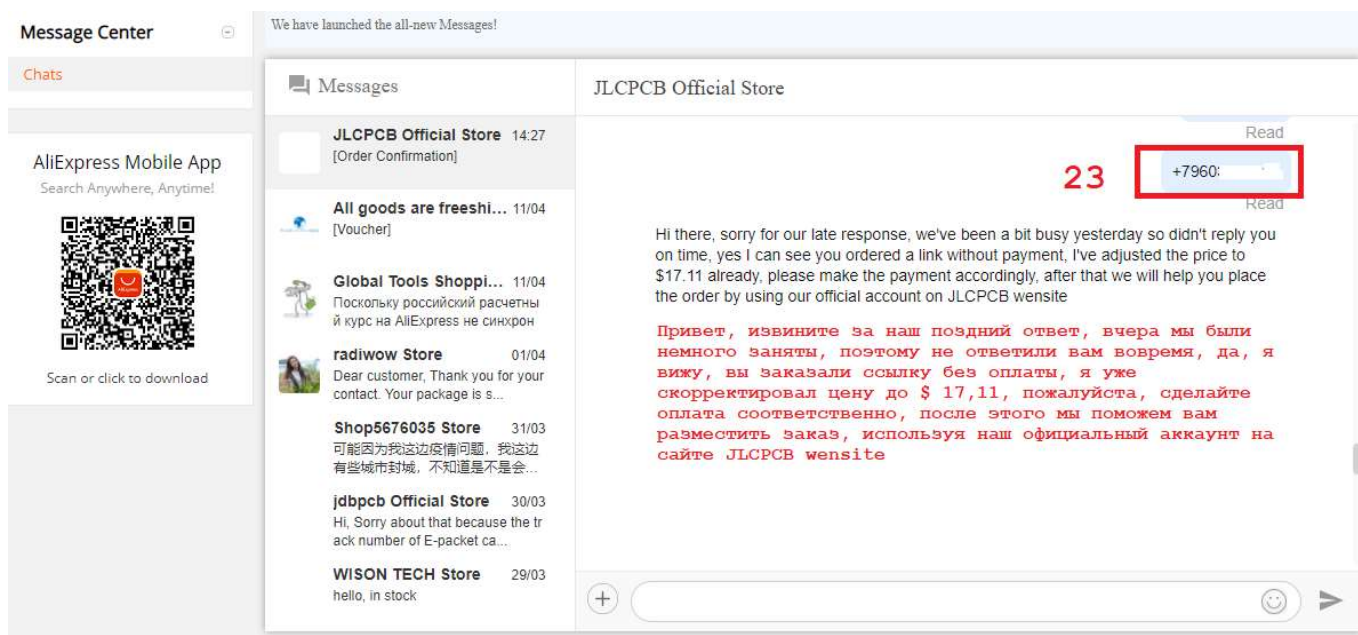 Message Center
Chats
AliExpress Mobile App
Search Anywhere, Anytime!
AliExpress
Scan or click to download
We have launched the all-new Messages!
Messages
JLCPCB Official Store 14:27
[Order Confirmation]
All goods are freeshi... 11/04
[Voucher]
Global Tools Shoppi... 11/04
Поскольку российский расчетны
й курс на AliExpress не синхрон
radiwow Store 01/04
Dear customer, Thank you for your
contact. Your package is s...
Shop5676035 Store 31/03
可能因为我这边疫情问题，我这边
有些城市封城，不知道是不是会...
jdbpcb Official Store 30/03
Hi, Sorry about that because the tr
ack number of E-packet ca...
WISON TECH Store 29/03
hello, in stock
JLCPCB Official Store
Read
23
+7960
Read
Hi there, sorry for our late response, we've been a bit busy yesterday so didn't reply you
on time, yes I can see you ordered a link without payment, I've adjusted the price to
$17.11 already, please make the payment accordingly, after that we will help you place
the order by using our official account on JLCPCB wensite
Привет, извините за наш поздний ответ, вчера мы были
немного заняты, поэтому не ответили вам вовремя, да, я
вижу, вы заказали ссылку без оплаты, я уже
скорректировал цену до $ 17,11, пожалуйста, сделайте
оплата соответственно, после этого мы поможем вам
разместить заказ, используя наш официальный аккаунт на
сайте JLCPCB wensite